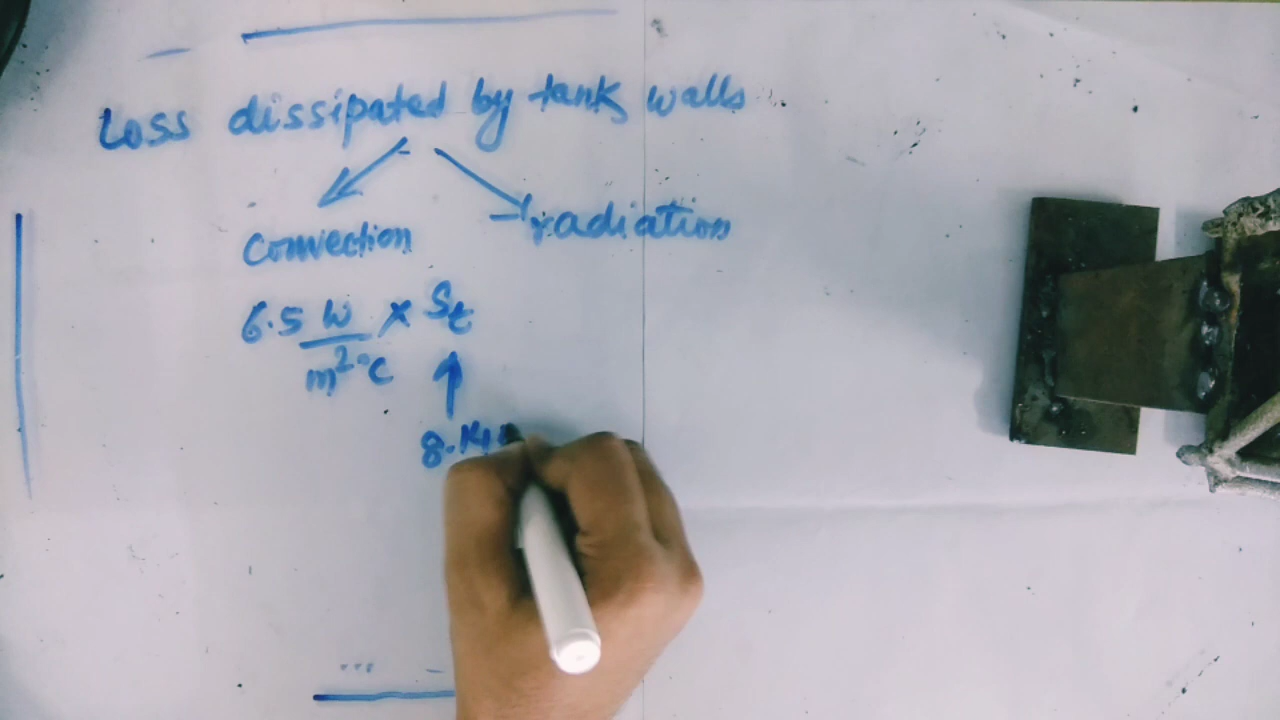 Loss dissipated by tank walls
Convection radiation
6.5 W/m²°C × St